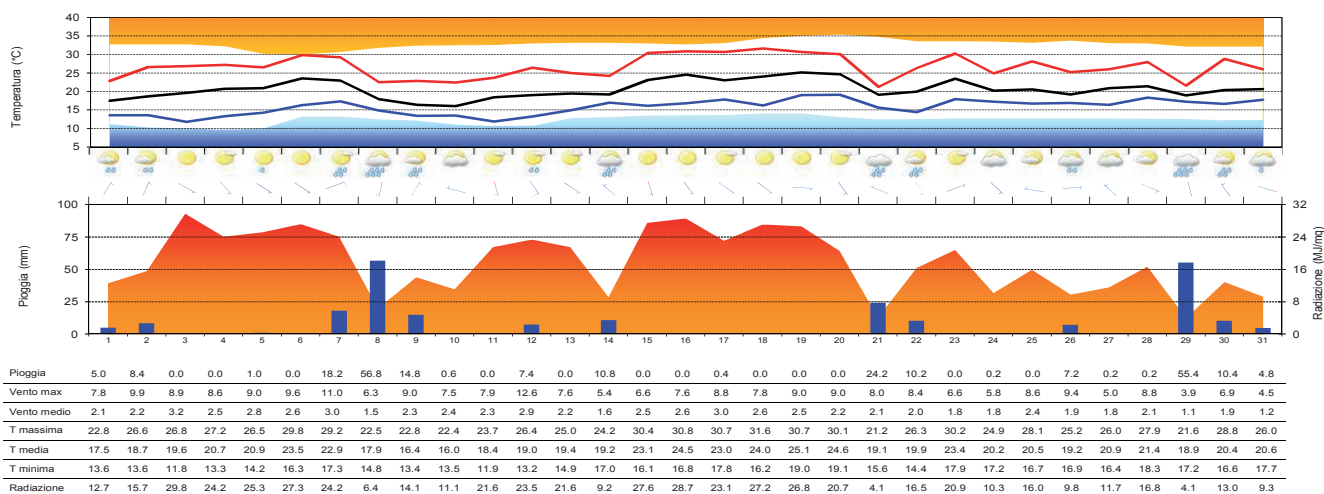 40
35
30
25
20
15
10
5
Temperatura (°C)
100
75
50
25
0
Pioggia (mm)
32
24
16
8
0
Radiazione (MJ/mq)
1 2 3 4 5 6 7 8 9 10 11 12 13 14 15 16 17 18 19 20 21 22 23 24 25 26 27 28 29 30 31
Pioggia 5.0 8.4 0.0 0.0 1.0 0.0 18.2 56.8 14.8 0.6 0.0 7.4 0.0 10.8 0.0 0.0 0.4 0.0 0.0 0.0 24.2 10.2 0.0 0.2 0.0 7.2 0.2 0.2 55.4 10.4 4.8
Vento max 7.8 9.9 8.9 8.6 9.0 9.6 11.0 6.3 9.0 7.5 7.9 12.6 7.6 5.4 6.6 7.6 8.8 7.8 9.0 9.0 8.0 8.4 6.6 5.8 8.6 9.4 5.0 8.8 3.9 6.9 4.5
Vento medio 2.1 2.2 3.2 2.5 2.8 2.6 3.0 1.5 2.3 2.4 2.3 2.9 2.2 1.6 2.5 2.6 3.0 2.6 2.5 2.2 2.1 2.0 1.8 1.8 2.4 1.9 1.8 2.1 1.1 1.9 1.2
T massima 22.8 26.6 26.8 27.2 26.5 29.8 29.2 22.5 22.8 22.4 23.7 26.4 25.0 24.2 30.4 30.8 30.7 31.6 30.7 30.1 21.2 26.3 30.2 24.9 28.1 25.2 26.0 27.9 21.6 28.8 26.0
T media 17.5 18.7 19.6 20.7 20.9 23.5 22.9 17.9 16.4 16.0 18.4 19.0 19.4 19.2 23.1 24.5 23.0 24.0 25.1 24.6 19.1 19.9 23.4 20.2 20.5 19.2 20.9 21.4 18.9 20.4 20.6
T minima 13.6 13.6 11.8 13.3 14.2 16.3 17.3 14.8 13.4 13.5 11.9 13.2 14.9 17.0 16.1 16.8 17.8 16.2 19.0 19.1 15.6 14.4 17.9 17.2 16.7 16.9 16.4 18.3 17.2 16.6 17.7
Radiazione 12.7 15.7 29.8 24.2 25.3 27.3 24.2 6.4 14.1 11.1 21.6 23.5 21.6 9.2 27.6 28.7 23.1 27.2 26.8 20.7 4.1 16.5 20.9 10.3 16.0 9.8 11.7 16.8 4.1 13.0 9.3